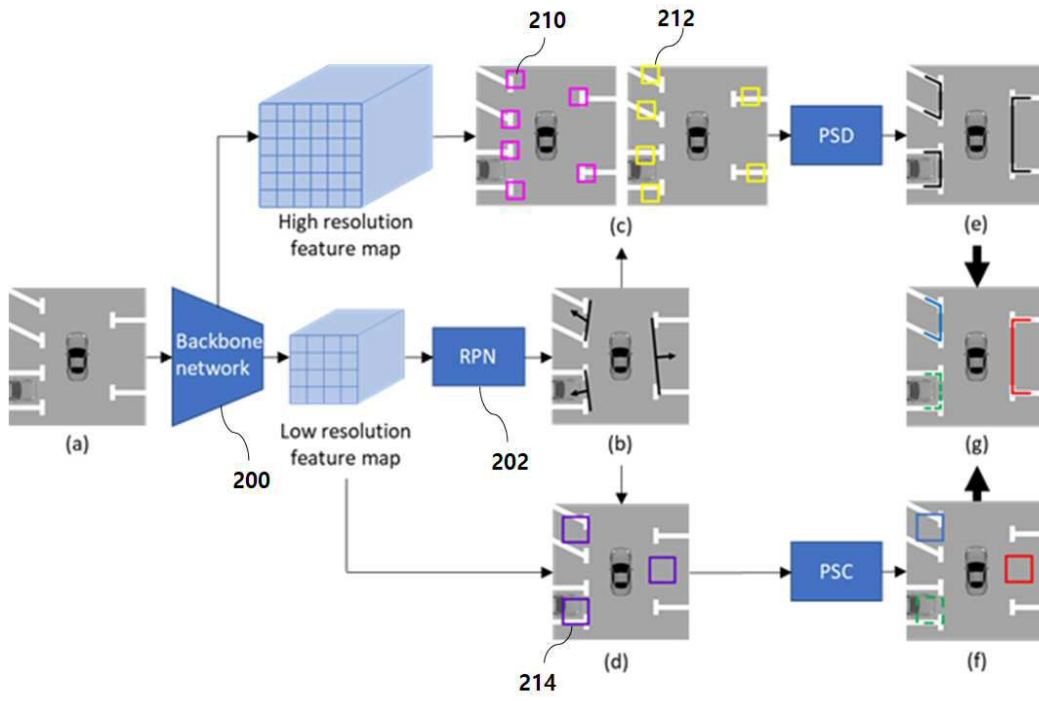 210
212
PSD
High resolution
feature map
(c)
(e)
Backbone
network
RPN
(a)
200
Low resolution
feature map
202
(b)
(g)
PSC
214
(d)
(f)